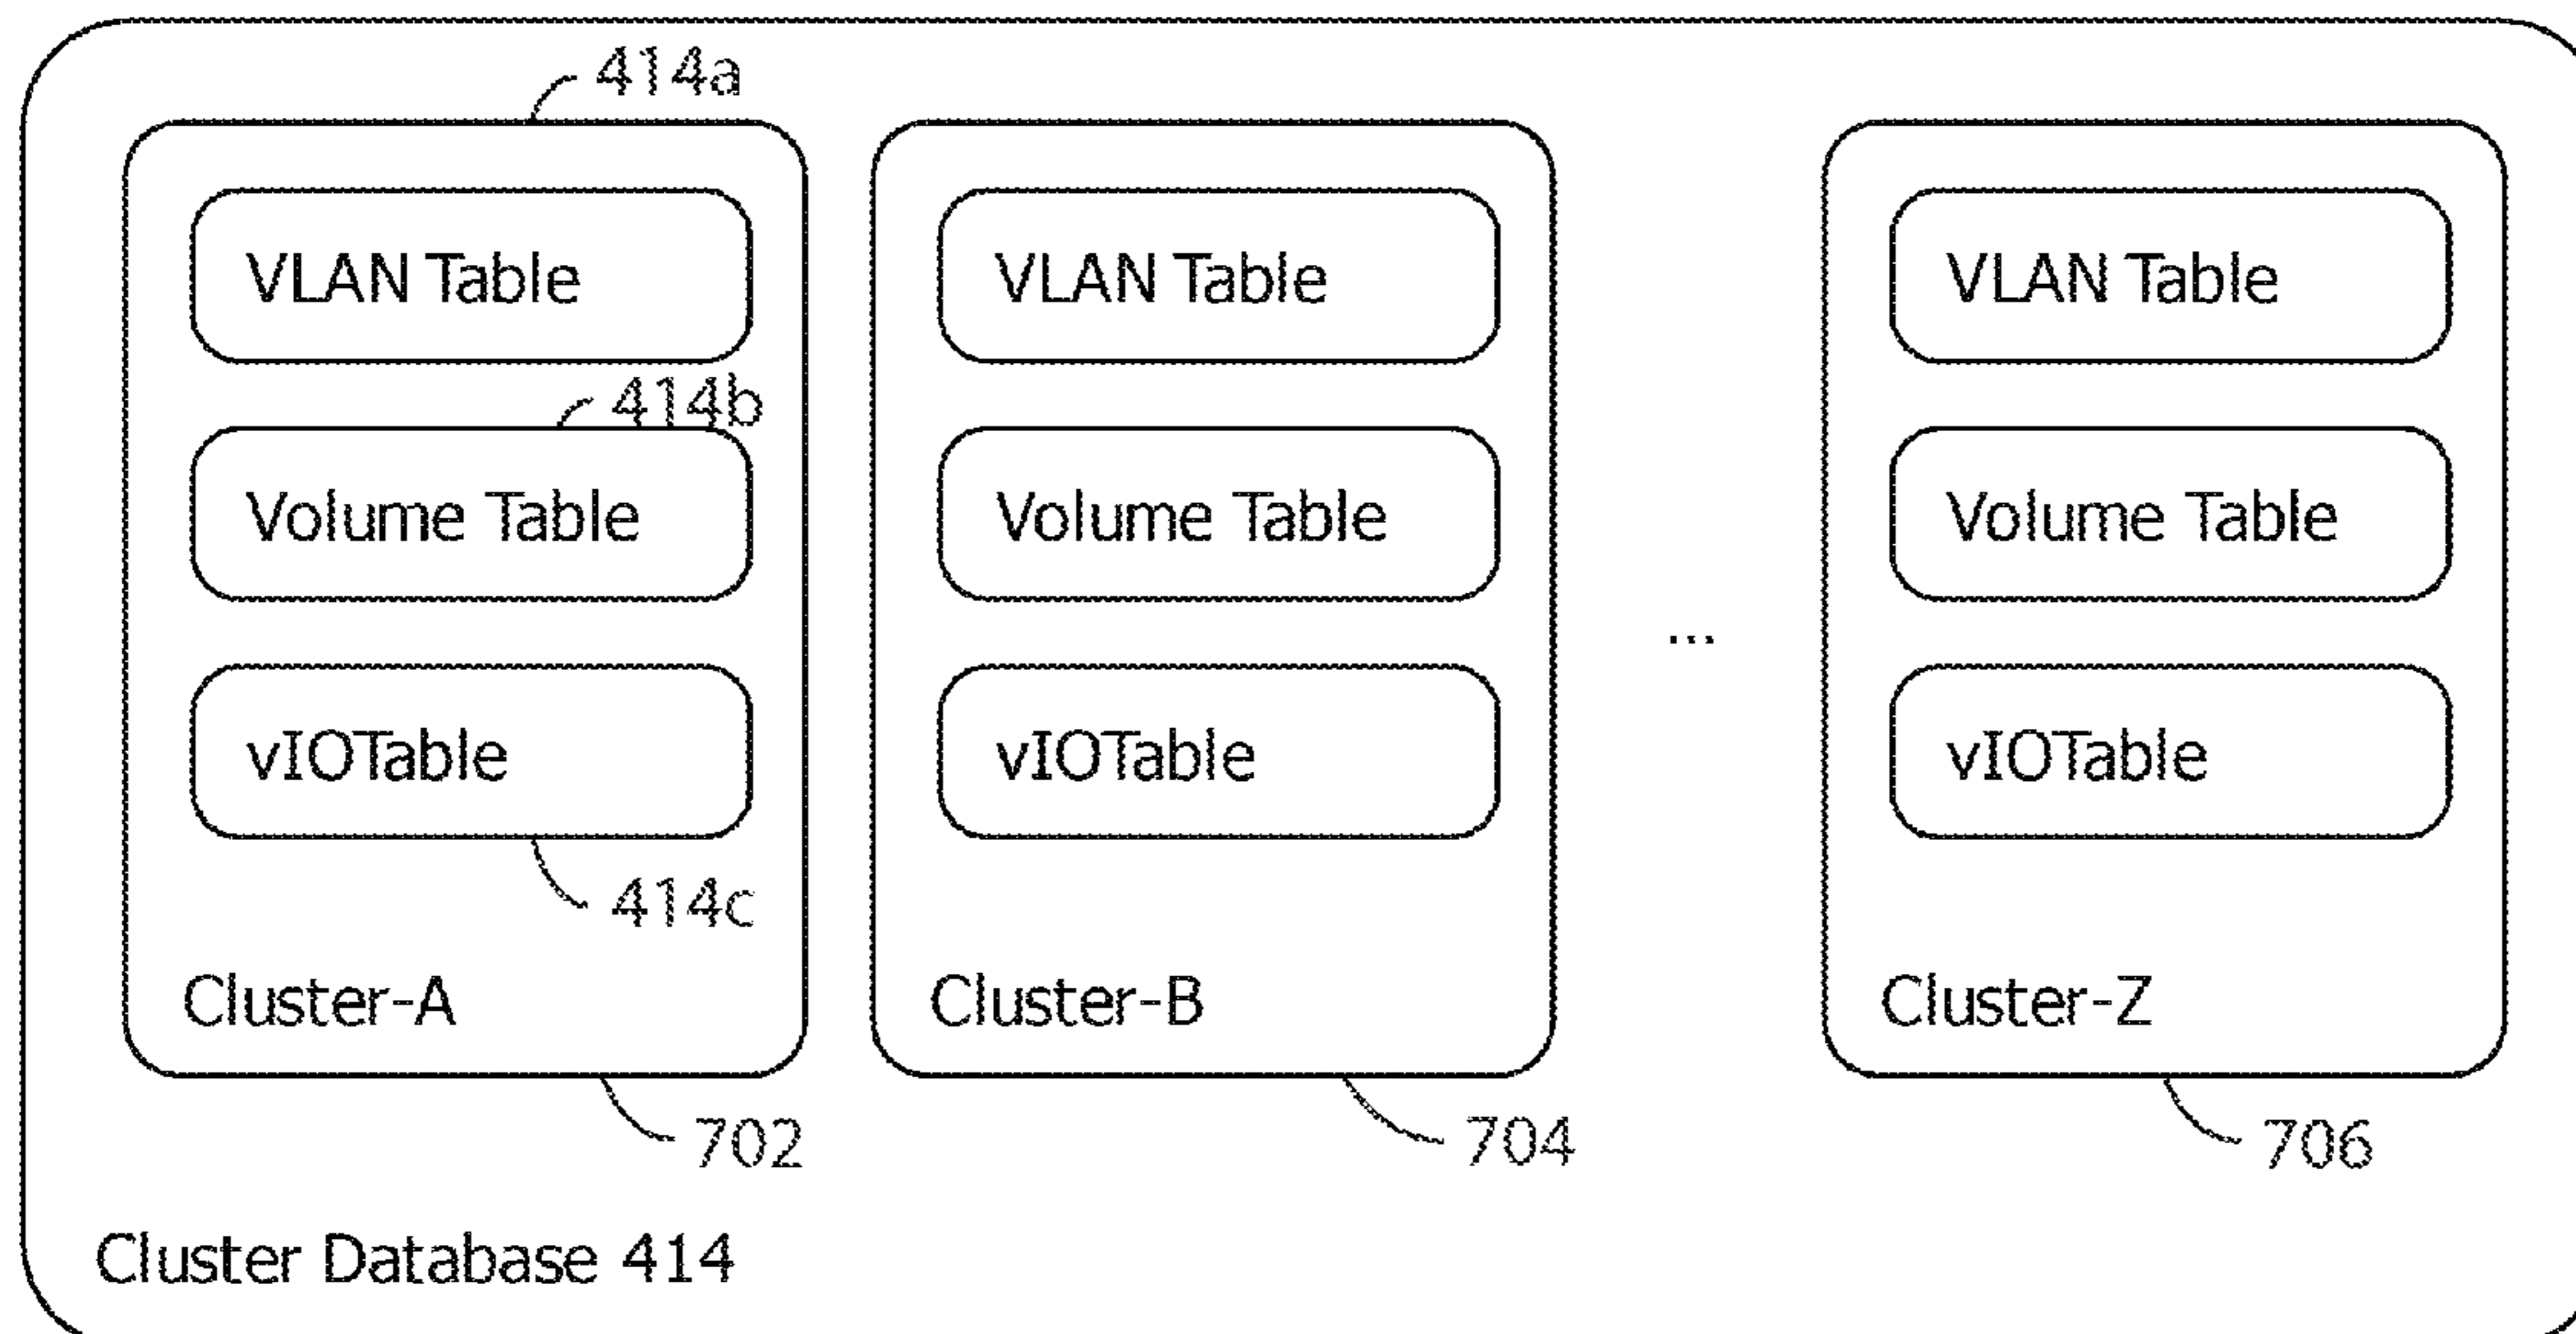 414a
VLAN Table
414b
Volume Table
vIOTable
414c
Cluster-A
702
VLAN Table
Volume Table
vIOTable
Cluster-B
704
...
VLAN Table
Volume Table
vIOTable
Cluster-Z
706
Cluster Database 414